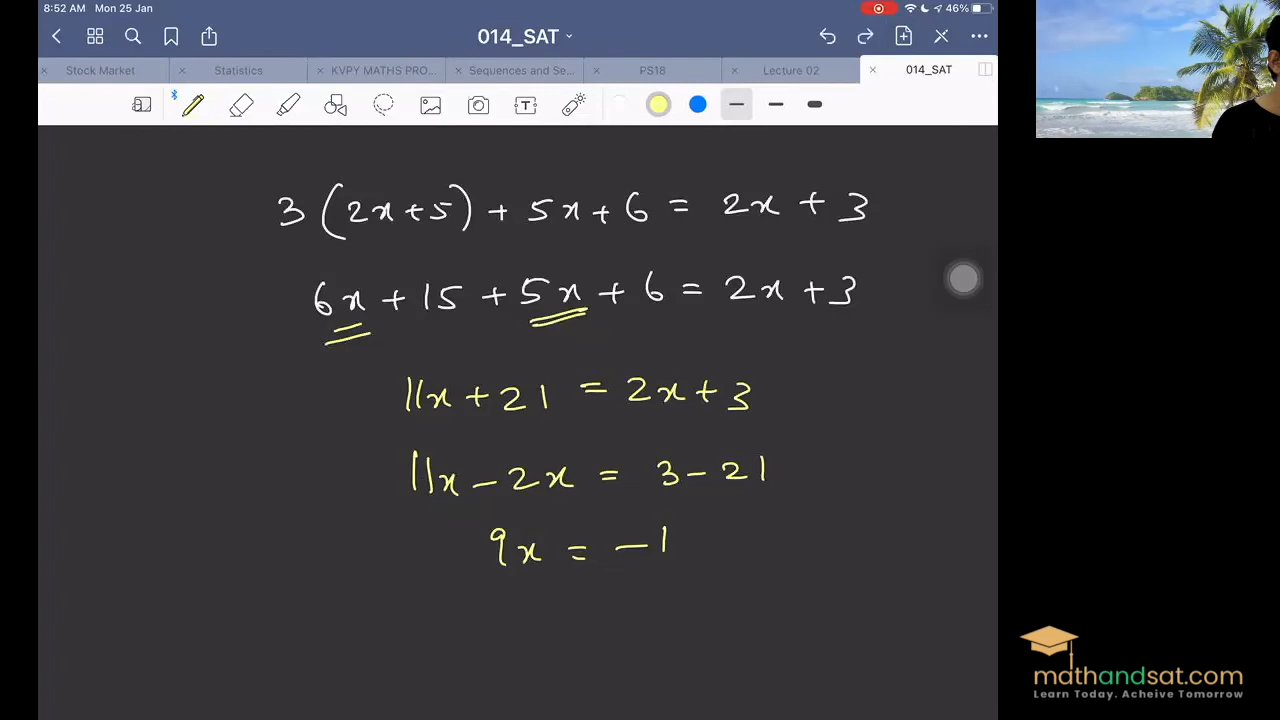 8:52 AM Mon 25 Jan
46%
014_SAT
Stock Market
Statistics
KVPY MATHS PRO...
Sequences and Se...
PS18
Lecture 02
014_SAT
T
3(2x+5) + 5x+6 = 2x + 3
6x + 15 + 5x + 6 = 2x + 3
11x + 21 = 2x + 3
11x - 2x = 3 - 21
9x = -1
mathandsat.com
Learn Today. Acheive Tomorrow